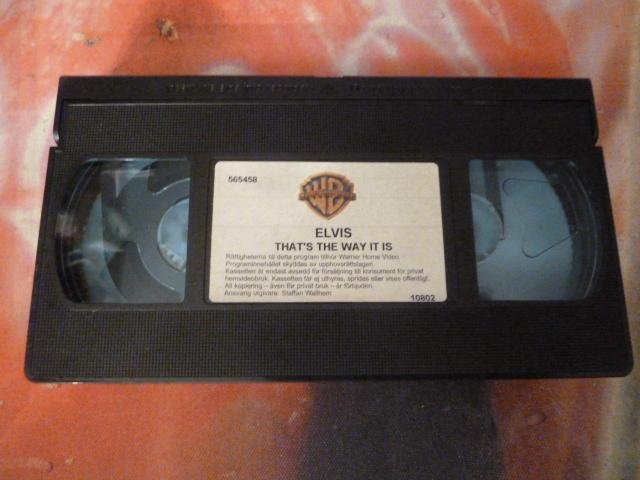 565458
ELVIS
THAT'S THE WAY IT IS
Rättigheterna till detta program tillhör Warner Home Video.
Programinnehållet skyddas av upphovsrättslagen.
Kassetten är endast avsedd för försäljning till konsument för privat
hemvideobruk. Kassetten får ej uthyras, spridas eller visas offentligt.
All kopiering – även för privat bruk – är förbjuden.
Ansvarig utgivare: Staffan Wallhem
10802